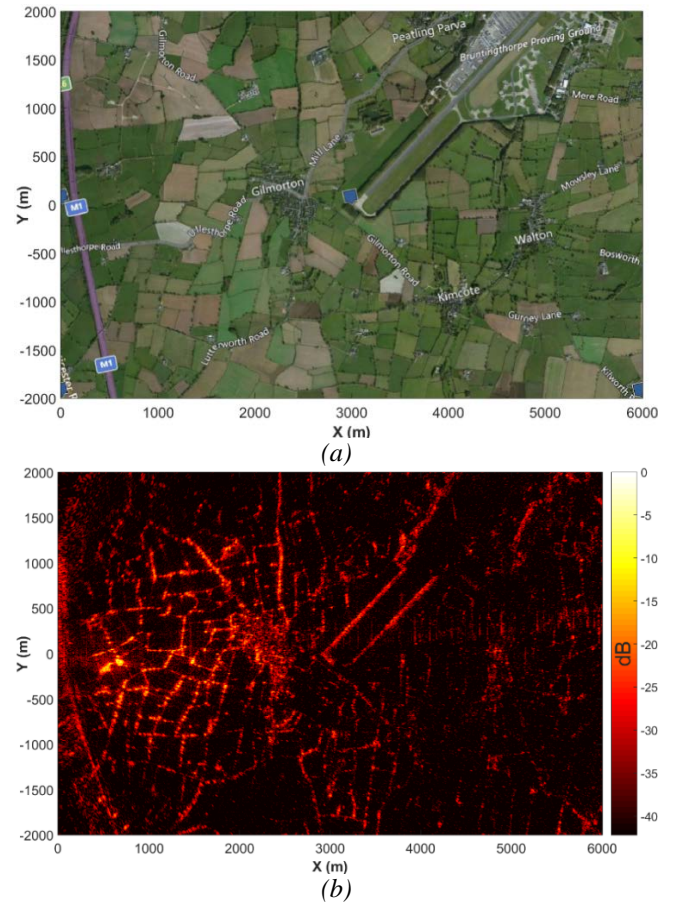 2000
1500
1000
500
0
-500
-1000
-1500
-2000
Y (m)
Gilmorton Road
Peatling Parva
Bruntingthorpe Proving Ground
Mere Road
Mill Lane
Gilmorton
Mowsley Lane
M1
Walton
Gilmorton Road
Bosworth
Kimcote
Gurney Lane
Lutterworth Road
M1
0
1000
2000
3000
4000
5000
6000
X (m)
(a)
2000
1500
1000
500
0
-500
-1000
-1500
-2000
Y (m)
0
1000
2000
3000
4000
5000
6000
X (m)
0
-5
-10
-15
-20
-25
-30
-35
-40
dB
(b)